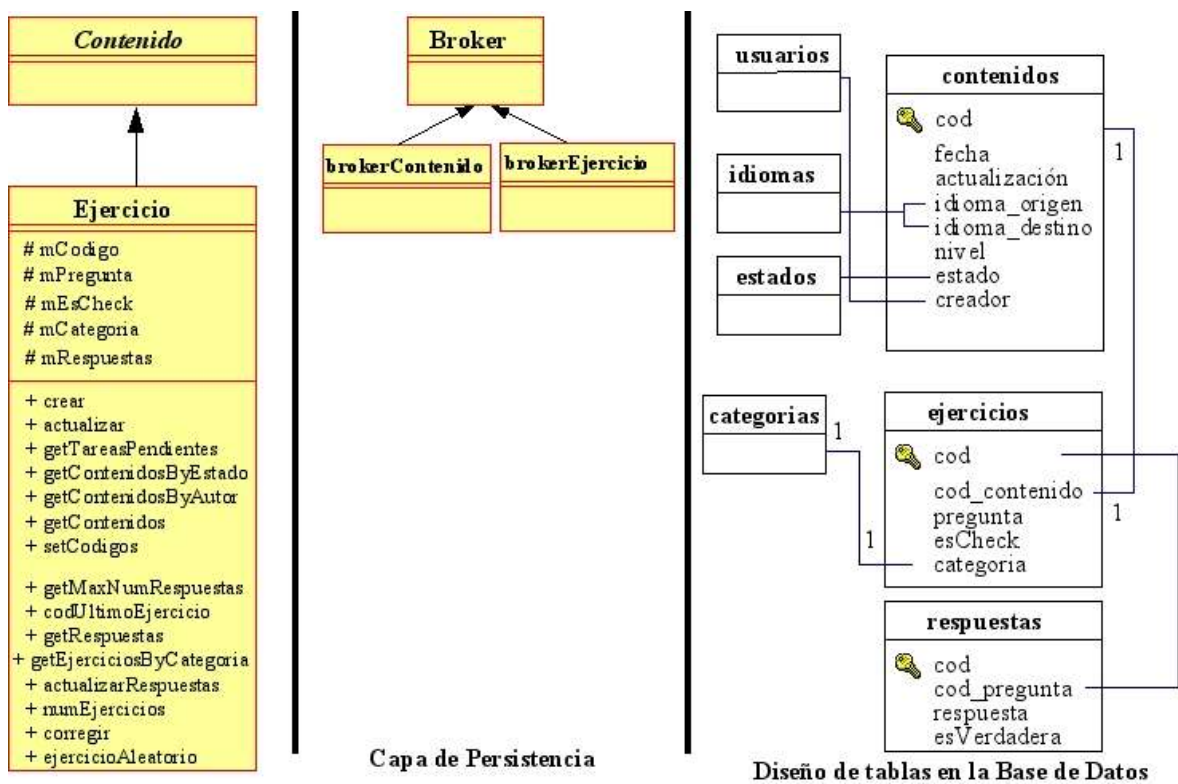 Contenido
Ejercicio
# mCodigo
# mPregunta
# mEsCheck
# mCategoria
# mRespuestas
+ crear
+ actualizar
+ getTareasPendientes
+ getContenidosByEstado
+ getContenidosByAutor
+ getContenidos
+ setCodigos
+ getMaxNumRespuestas
+ codUltimoEjercicio
+ getRespuestas
+ getEjerciciosByCategoria
+ actualizarRespuestas
+ numEjercicios
+ corregir
+ ejercicioAleatorio
Broker
brokerContenido
brokerEjercicio
Capa de Persistencia
usuarios
idiomas
estados
contenidos
cod
fecha
actualización
idioma_origen
idioma_destino
nivel
estado
creador
1
categorias
1
ejercicios
cod
cod_contenido
pregunta
esCheck
categoria
1
1
respuestas
cod
cod_pregunta
respuesta
esVerdadera
Diseño de tablas en la Base de Datos